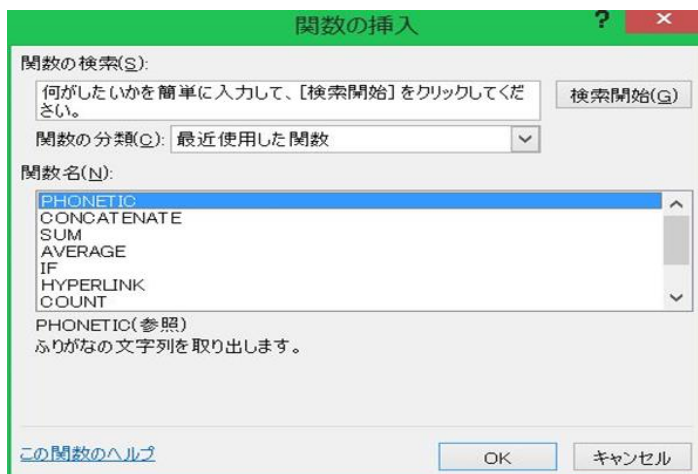 関数の挿入
? ×
関数の検索(S):
何がしたいかを簡単に入力して、[検索開始]をクリックしてくだ
さい。
検索開始(G)
関数の分類(C): 最近使用した関数
関数名(N):
PHONETIC
CONCATENATE
SUM
AVERAGE
IF
HYPERLINK
COUNT
PHONETIC(参照)
ふりがなの文字列を取り出します。
この関数のヘルプ
OK
キャンセル